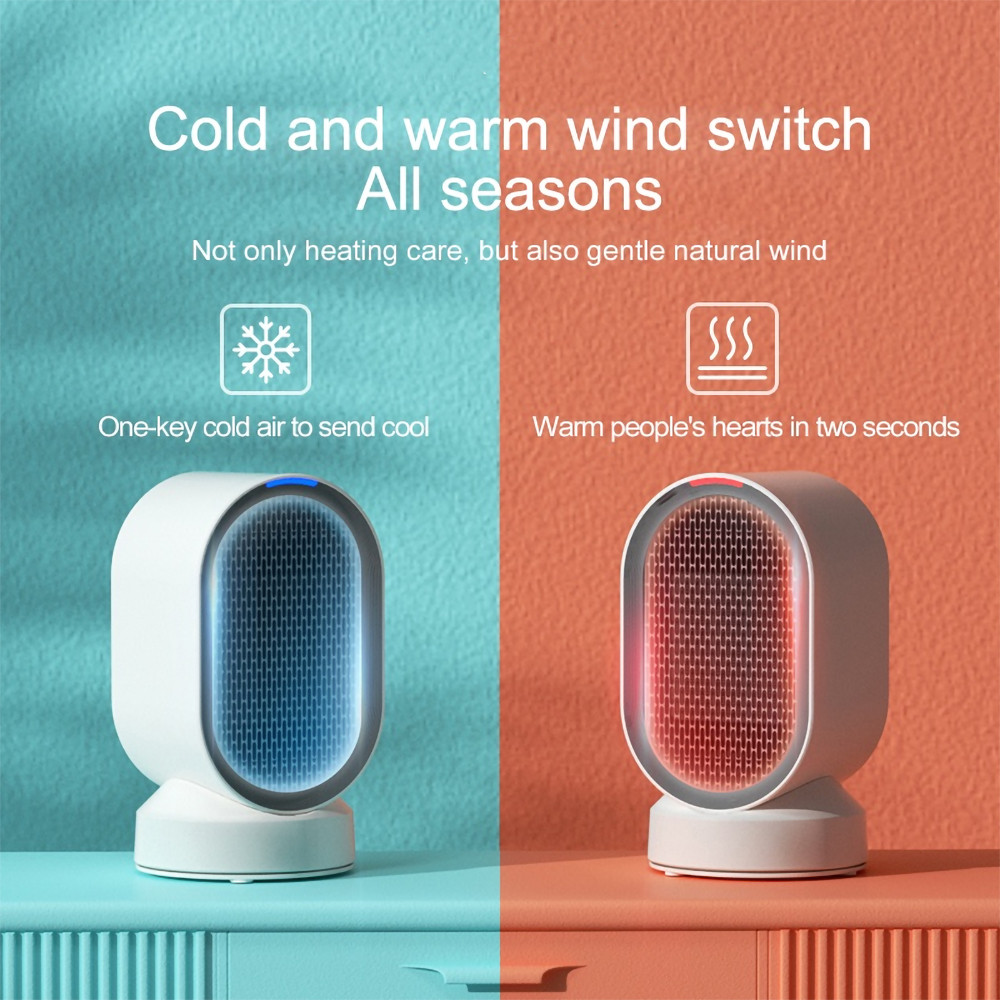 Cold and warm wind switch
All seasons
Not only heating care, but also gentle natural wind
One-key cold air to send cool
Warm people's hearts in two seconds